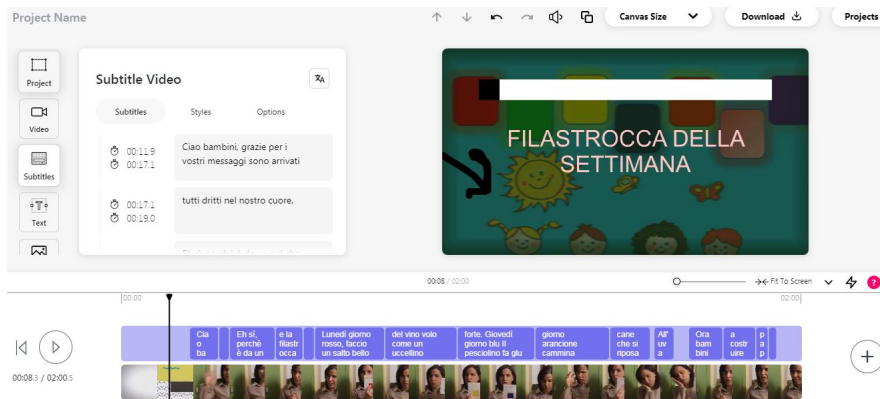 Project Name
Canvas Size
Download
Projects
Project
Video
Subtitles
Text
Subtitle Video
Subtitles Styles Options
00:11.9
00:17.1
Ciao bambini, grazie per i
vostri messaggi sono arrivati
00:17.1
00:19.0
tutti dritti nel nostro cuore.
FILASTROCCA DELLA
SETTIMANA
00:08 / 02:00
Fit To Screen
?
00:00
02:00
Cia
o
ba
Eh sì,
perchè
è da un
e la
filastr
occa
Lunedí giorno
rosso, faccio
un salto bello
del vino volo
come un
uccellino
forte. Giovedí
giorno blu Il
pesciolino fa glu
giorno
arancione
cammina
cane
che si
riposa
All'
uv
a
Ora
bam
bini
a
costr
uire
p
a
p
00:08.3 / 02:00.5